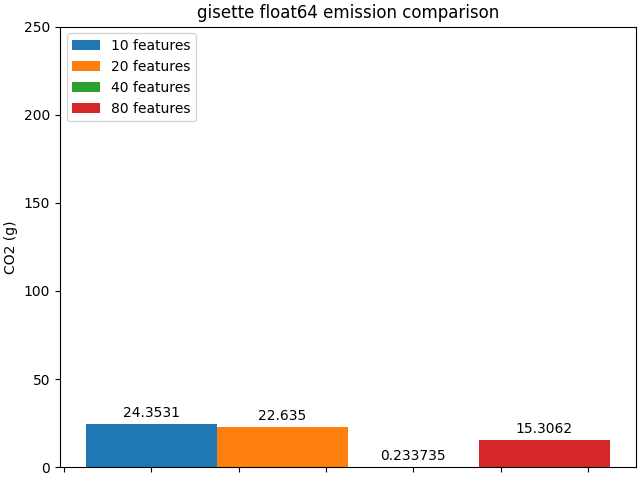 gisette float64 emission comparison
250
200
150
100
50
0
CO2 (g)
10 features
20 features
40 features
80 features
24.3531
22.635
0.233735
15.3062